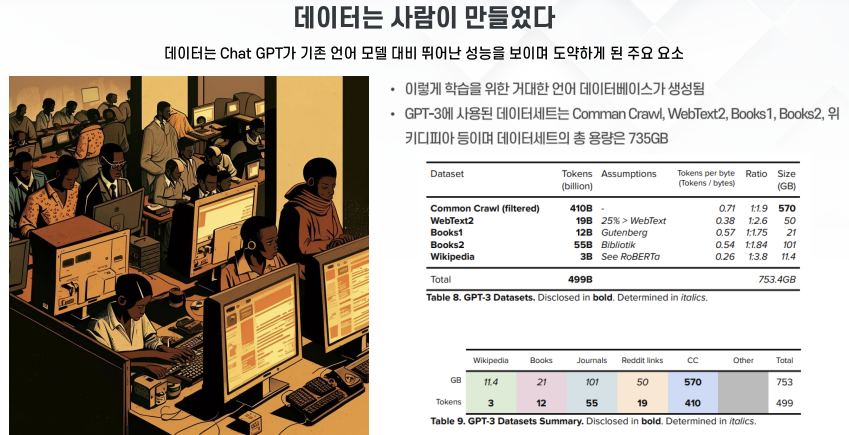 데이터는 사람이 만들었다
데이터는 Chat GPT가 기존 언어 모델 대비 뛰어난 성능을 보이며 도약하게 된 주요 요소
• 이렇게 학습을 위한 거대한 언어 데이터베이스가 생성됨
• GPT-3에 사용된 데이터세트는 Comman Crawl, WebText2, Books1, Books2, 위
키디피아 등이며 데이터세트의 총 용량은 735GB
Dataset Tokens (billion) Assumptions Tokens per byte (Tokens / bytes) Ratio Size (GB)
Common Crawl (filtered) 410B - 0.71 1:1.9 570
WebText2 19B 25% > WebText 0.38 1:2.6 50
Books1 12B Gutenberg 0.57 1:1.75 21
Books2 55B Bibliotik 0.54 1:1.84 101
Wikipedia 3B See RoBERTa 0.26 1:3.8 11.4
Total 499B 753.4GB
Table 8. GPT-3 Datasets. Disclosed in bold. Determined in italics.
Wikipedia Books Journals Reddit links CC Other Total
GB 11.4 21 101 50 570 753
Tokens 3 12 55 19 410 499
Table 9. GPT-3 Datasets Summary. Disclosed in bold. Determined in italics.